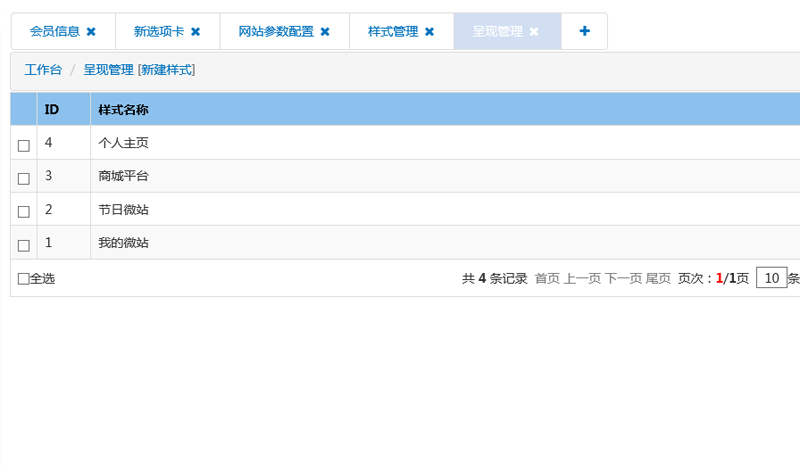 会员信息 ✖ 新选项卡 ✖ 网站参数配置 ✖ 样式管理 ✖ 呈现管理 ✖ +
工作台 / 呈现管理 [新建样式]
ID 样式名称
4 个人主页
3 商城平台
2 节日微站
1 我的微站
全选 共 4 条记录 首页 上一页 下一页 尾页 页次：1/1页 10 条